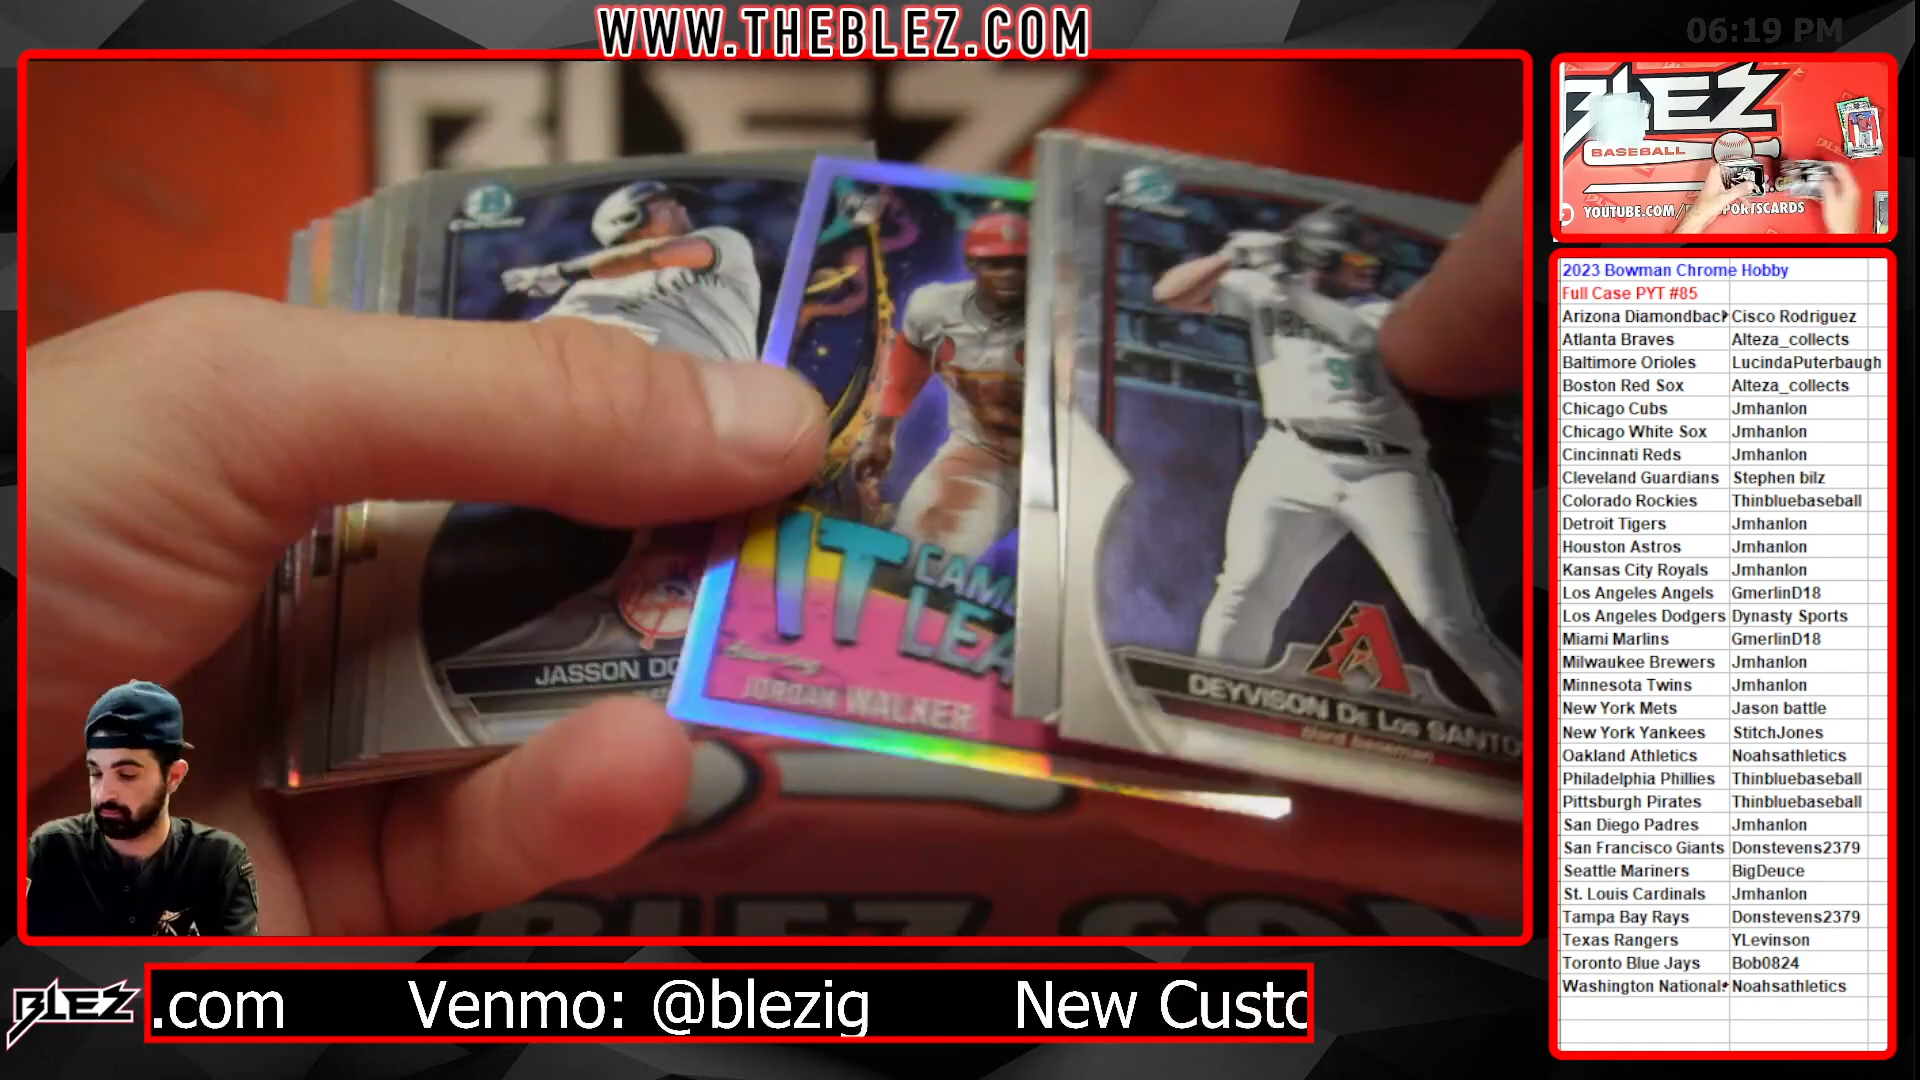 WWW.THEBLEZ.COM
06:19 PM
BLEZ
BLEZ
BASEBALL
YOUTUBE.COM/
PORTSCARDS
JASSON DO
IT CAM
LEA
JORDAN WALKER
DEYVISON De Los SANTO
2023 Bowman Chrome Hobby
Full Case PYT #85
Arizona Diamondback Cisco Rodriguez
Atlanta Braves Alteza_collects
Baltimore Orioles LucindaPuterbaugh
Boston Red Sox Alteza_collects
Chicago Cubs Jmhanlon
Chicago White Sox Jmhanlon
Cincinnati Reds Jmhanlon
Cleveland Guardians Stephen bilz
Colorado Rockies Thinbluebaseball
Detroit Tigers Jmhanlon
Houston Astros Jmhanlon
Kansas City Royals Jmhanlon
Los Angeles Angels GmerlinD18
Los Angeles Dodgers Dynasty Sports
Miami Marlins GmerlinD18
Milwaukee Brewers Jmhanlon
Minnesota Twins Jmhanlon
New York Mets Jason battle
New York Yankees StitchJones
Oakland Athletics Noahsathletics
Philadelphia Phillies Thinbluebaseball
Pittsburgh Pirates Thinbluebaseball
San Diego Padres Jmhanlon
San Francisco Giants Donstevens2379
Seattle Mariners BigDeuce
St. Louis Cardinals Jmhanlon
Tampa Bay Rays Donstevens2379
Texas Rangers YLevinson
Toronto Blue Jays Bob0824
Washington Nationals Noahsathletics
BLEZ
.com Venmo: @blezig New Custo